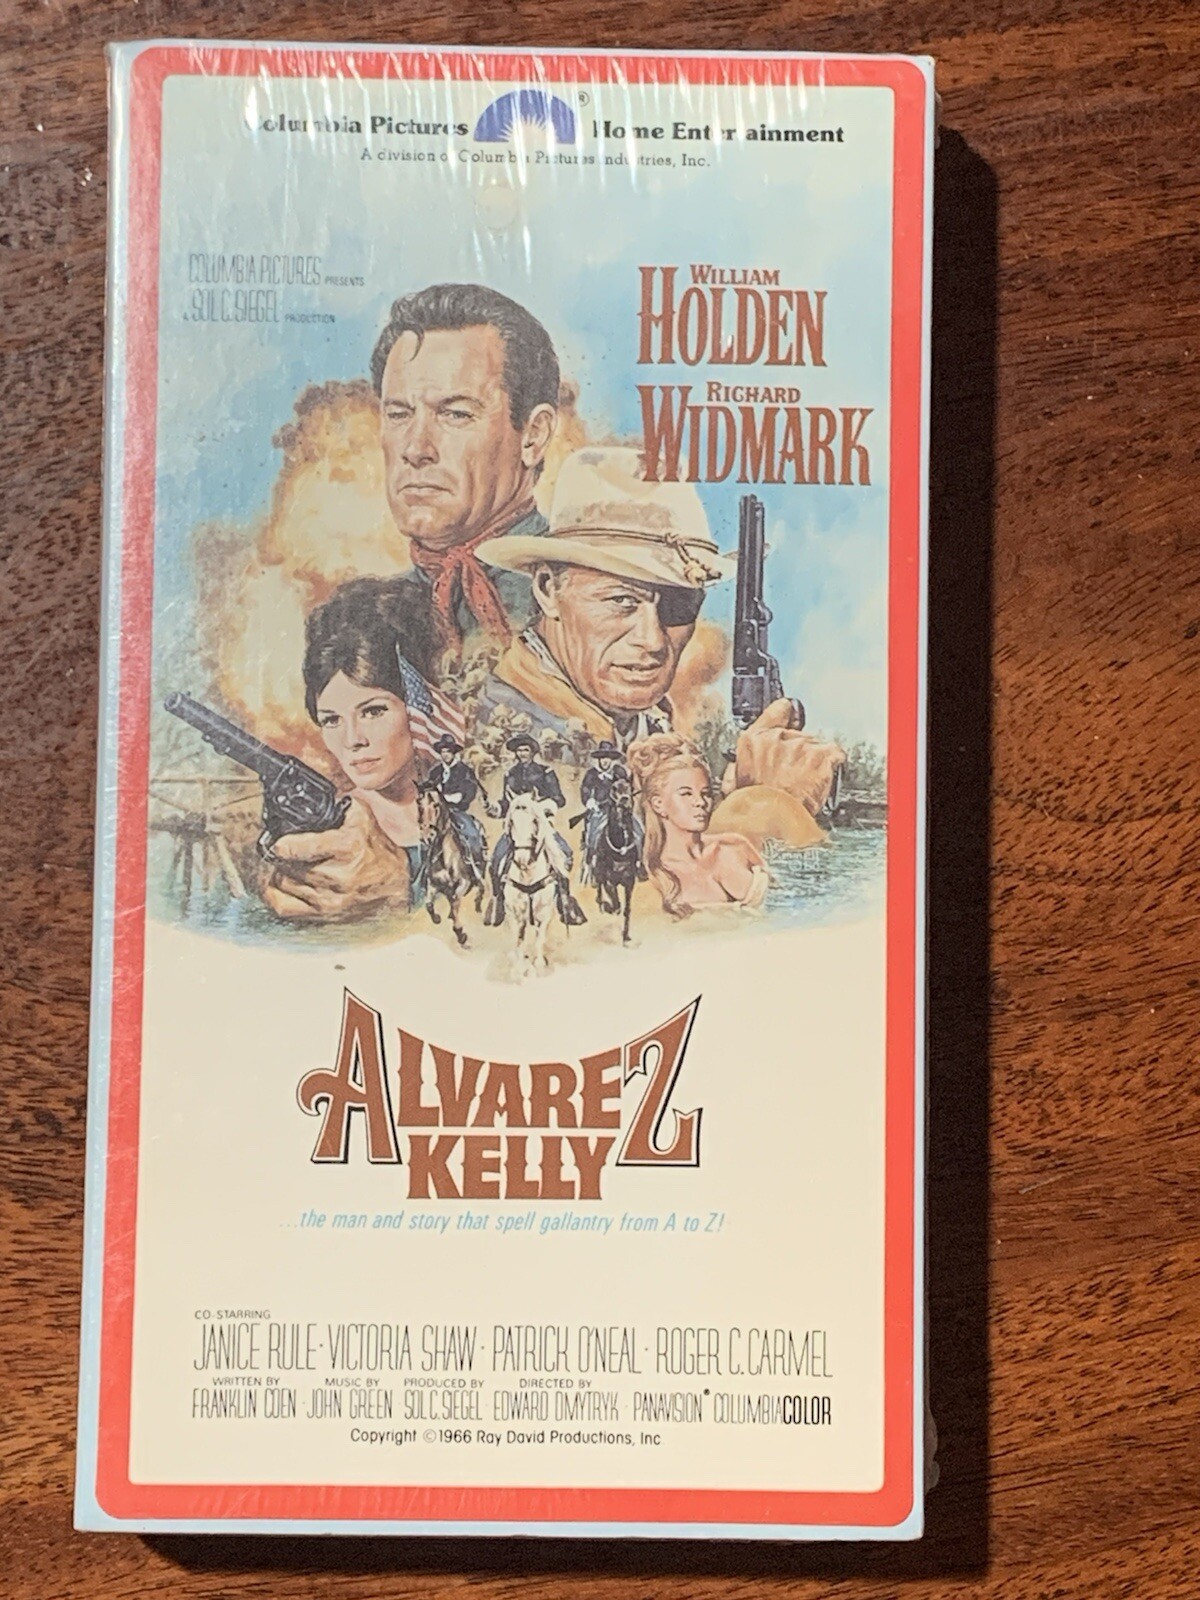 Columbia Pictures ® Home Entertainment
A division of Columbia Pictures Industries, Inc.
COLUMBIA PICTURES PRESENTS
A SOL C. SIEGEL PRODUCTION
WILLIAM
HOLDEN
RICHARD
WIDMARK
ALVAREZ
KELLY
...the man and story that spell gallantry from A to Z!
CO-STARRING
JANICE RULE · VICTORIA SHAW · PATRICK O'NEAL · ROGER C. CARMEL
WRITTEN BY MUSIC BY PRODUCED BY DIRECTED BY
FRANKLIN COEN · JOHN GREEN SOL C. SIEGEL EDWARD DMYTRYK · PANAVISION® COLUMBIACOLOR
Copyright ©1966 Ray David Productions, Inc.